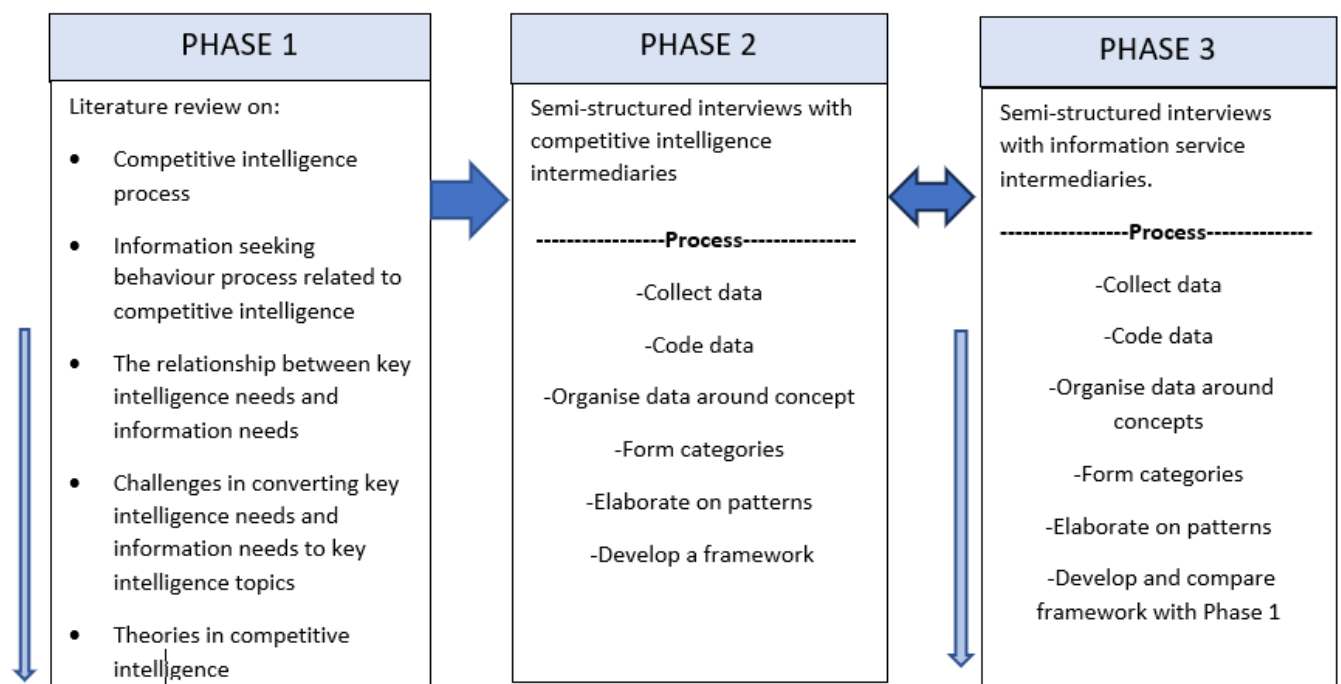 PHASE 1
Literature review on:
• Competitive intelligence
process
• Information seeking
behaviour process related to
competitive intelligence
• The relationship between key
intelligence needs and
information needs
• Challenges in converting key
intelligence needs and
information needs to key
intelligence topics
• Theories in competitive
intelligence
PHASE 2
Semi-structured interviews with
competitive intelligence
intermediaries
------------------Process---------------
-Collect data
-Code data
-Organise data around concept
-Form categories
-Elaborate on patterns
-Develop a framework
PHASE 3
Semi-structured interviews
with information service
intermediaries.
------------------Process--------------
-Collect data
-Code data
-Organise data around
concepts
-Form categories
-Elaborate on patterns
-Develop and compare
framework with Phase 1